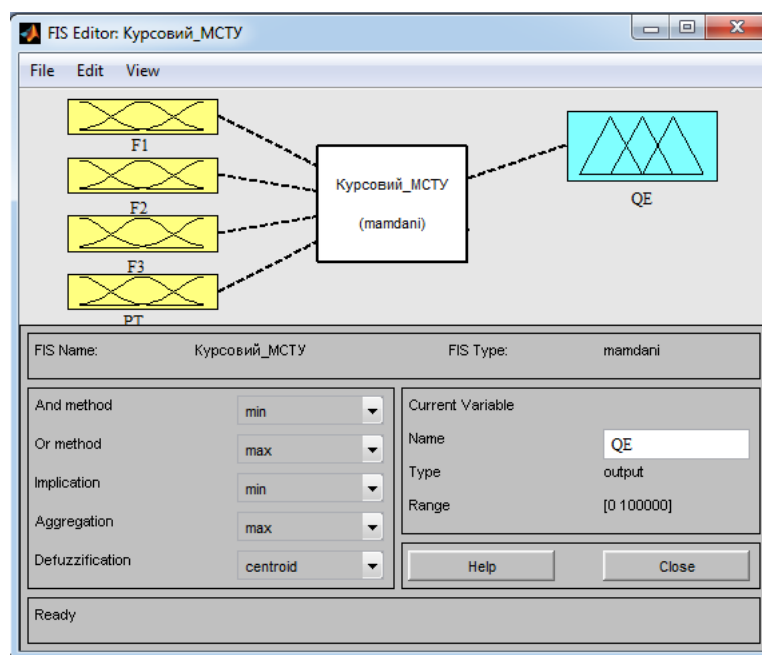 FIS Editor: Курсовий_МСТУ
File Edit View
F1
F2
F3
PT
Курсовий_МСТУ
(mamdani)
QE
FIS Name: Курсовий_МСТУ FIS Type: mamdani
And method min
Or method max
Implication min
Aggregation max
Defuzzification centroid
Current Variable
Name QE
Type output
Range [0 100000]
Help Close
Ready